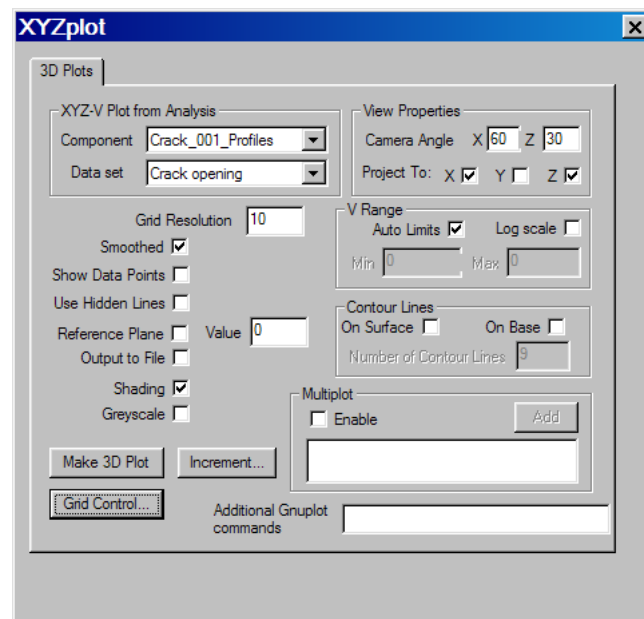 XYZplot
3D Plots
XYZ-V Plot from Analysis
Component Crack_001_Profiles
Data set Crack opening
View Properties
Camera Angle X 60 Z 30
Project To: X Y Z
Grid Resolution 10
Smoothed
Show Data Points
Use Hidden Lines
Reference Plane Value 0
Output to File
Shading
Greyscale
V Range
Auto Limits Log scale
Min 0 Max 0
Contour Lines
On Surface On Base
Number of Contour Lines 9
Multiplot
Enable Add
Make 3D Plot Increment...
Grid Control...
Additional Gnuplot
commands